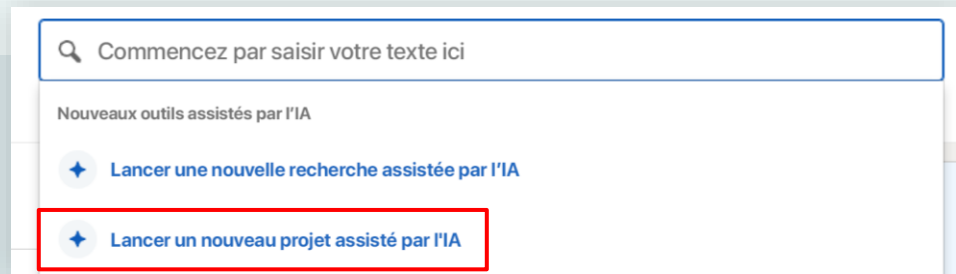 Commencez par saisir votre texte ici
Nouveaux outils assistés par l’IA
Lancer une nouvelle recherche assistée par l’IA
Lancer un nouveau projet assisté par l'IA